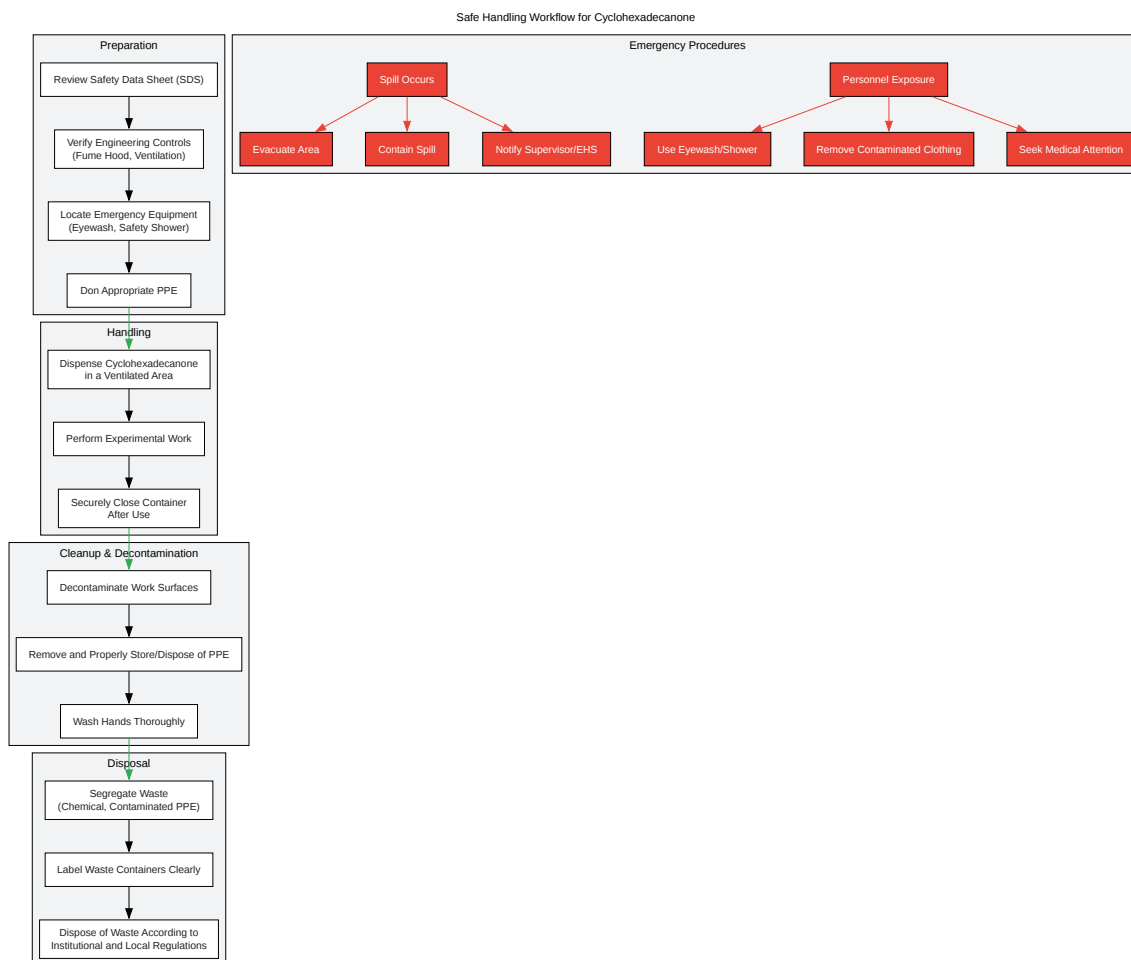 Safe Handling Workflow for Cyclohexadecanone
Preparation
Review Safety Data Sheet (SDS)
Verify Engineering Controls
(Fume Hood, Ventilation)
Locate Emergency Equipment
(Eyewash, Safety Shower)
Don Appropriate PPE
Handling
Dispense Cyclohexadecanone
in a Ventilated Area
Perform Experimental Work
Securely Close Container
After Use
Cleanup & Decontamination
Decontaminate Work Surfaces
Remove and Properly Store/Dispose of PPE
Wash Hands Thoroughly
Disposal
Segregate Waste
(Chemical, Contaminated PPE)
Label Waste Containers Clearly
Dispose of Waste According to
Institutional and Local Regulations
Emergency Procedures
Spill Occurs
Evacuate Area
Contain Spill
Notify Supervisor/EHS
Personnel Exposure
Use Eyewash/Shower
Remove Contaminated Clothing
Seek Medical Attention